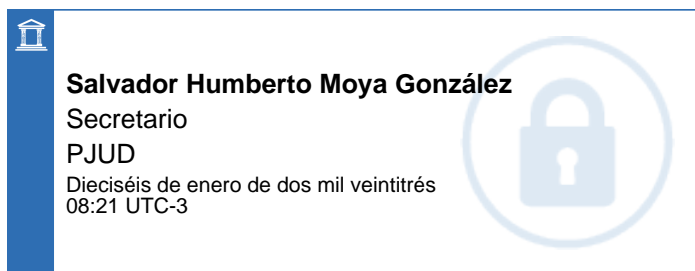 Salvador Humberto Moya González
Secretario
PJUD
Dieciséis de enero de dos mil veintitrés
08:21 UTC-3